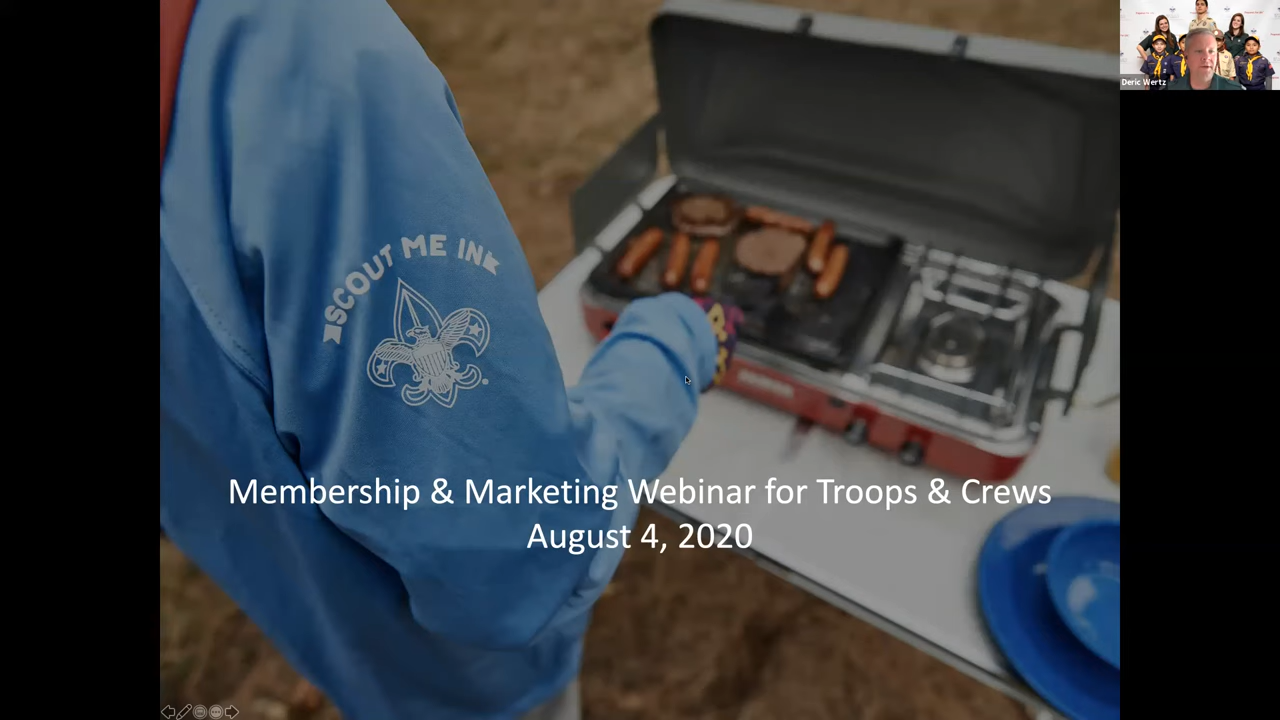 SCOUT ME IN
Membership & Marketing Webinar for Troops & Crews
August 4, 2020
Deric Wertz